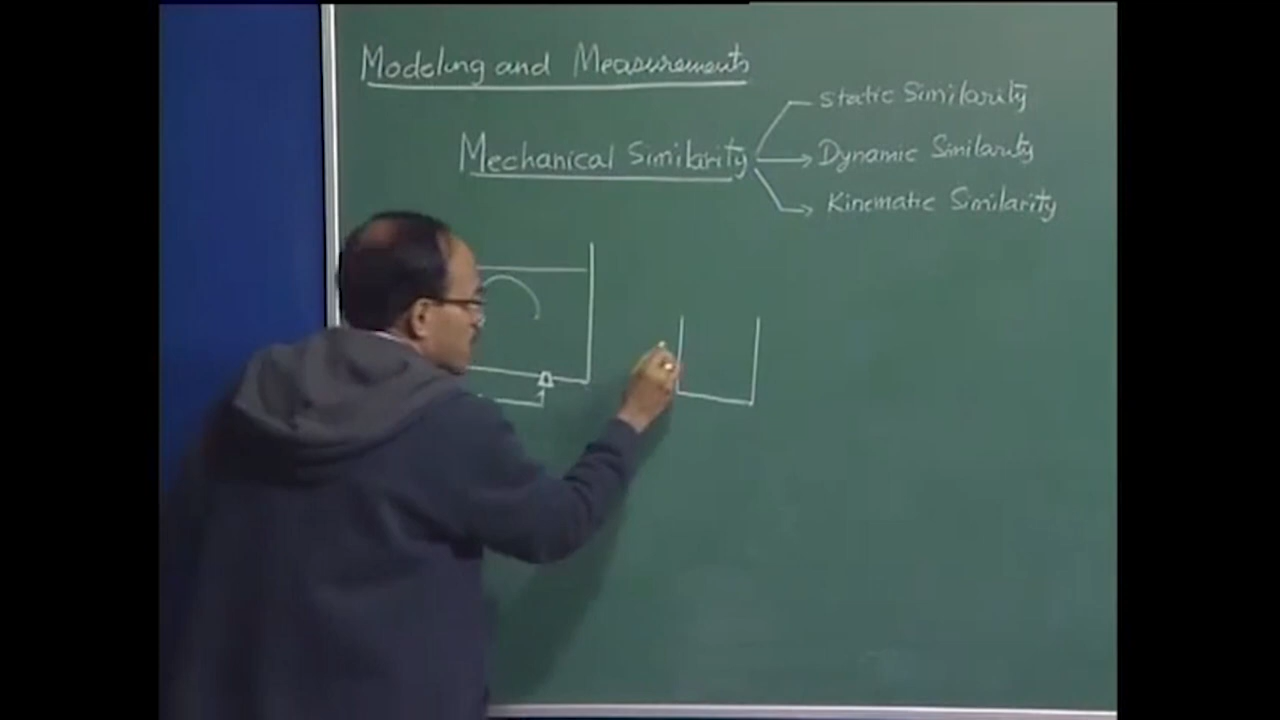 Modeling and Measurements
Mechanical Similarity
Static Similarity
Dynamic Similarity
Kinematic Similarity